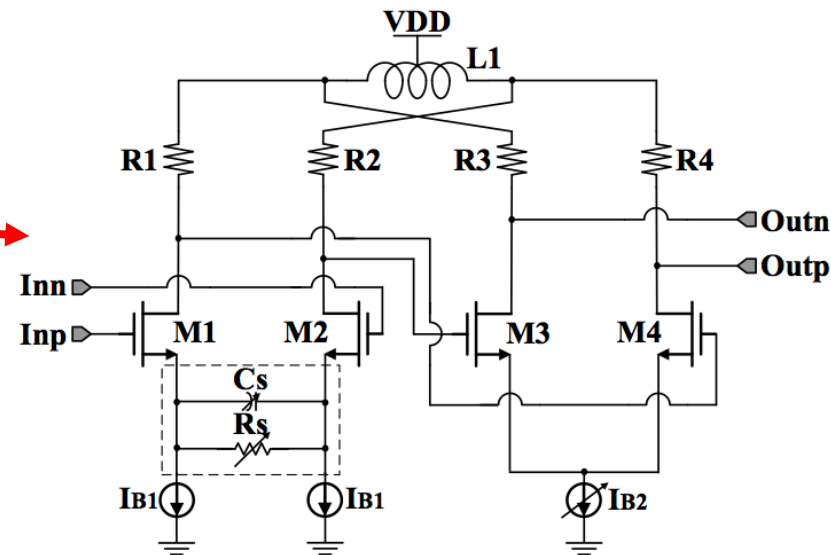 VDD
L1
R1
R2
R3
R4
Outn
Outp
Inn
Inp
M1
M2
M3
M4
Cs
Rs
IB1
IB1
IB2